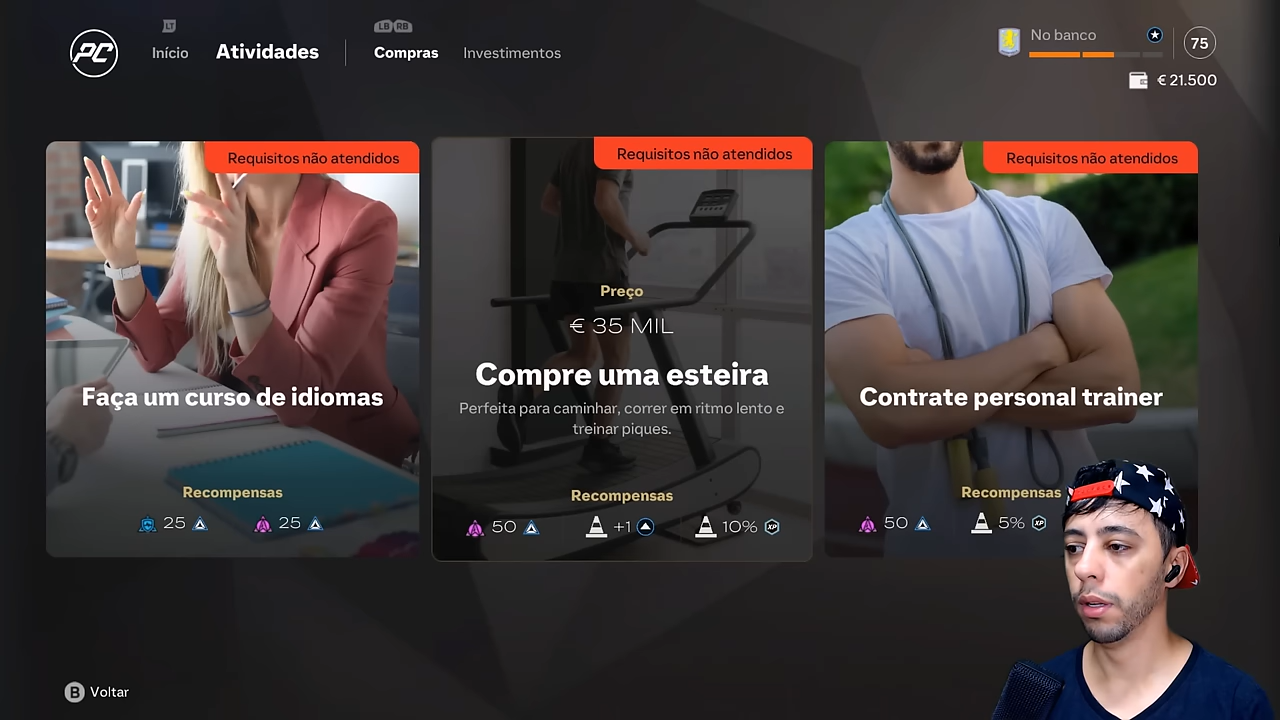 LT
LB RB
PC
Início
Atividades
Compras
Investimentos
No banco
75
€ 21.500
Requisitos não atendidos
Faça um curso de idiomas
Recompensas
25
25
Requisitos não atendidos
Preço
€ 35 MIL
Compre uma esteira
Perfeita para caminhar, correr em ritmo lento e
treinar piques.
Recompensas
50
+1
10% XP
Requisitos não atendidos
Contrate personal trainer
Recompensas
50
5% XP
B Voltar